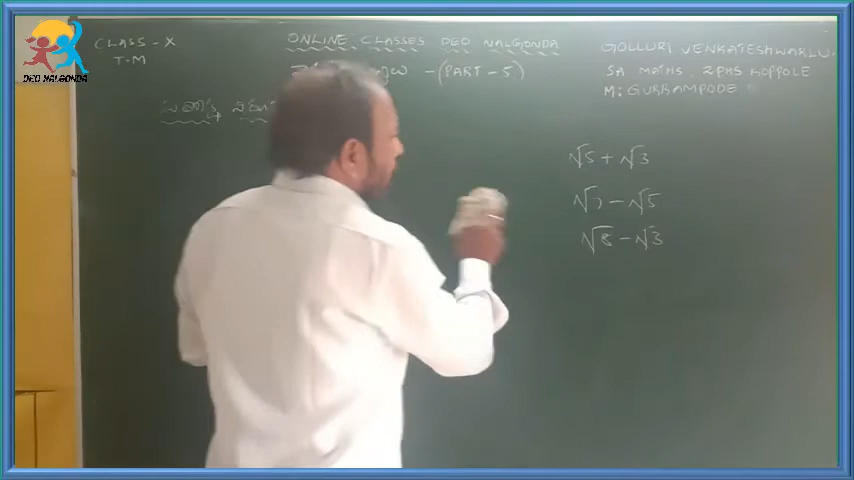 CLASS - X
T.M
ONLINE CLASSES DEO NALGONDA
- (PART - 5)
GOLLURI VENKATESHWARLU.
SA MATHS, ZPHS KOPPOLE
M: GURRAMPODE
DEO NALGONDA
√5 + √3
√7 - √5
√8 - √3